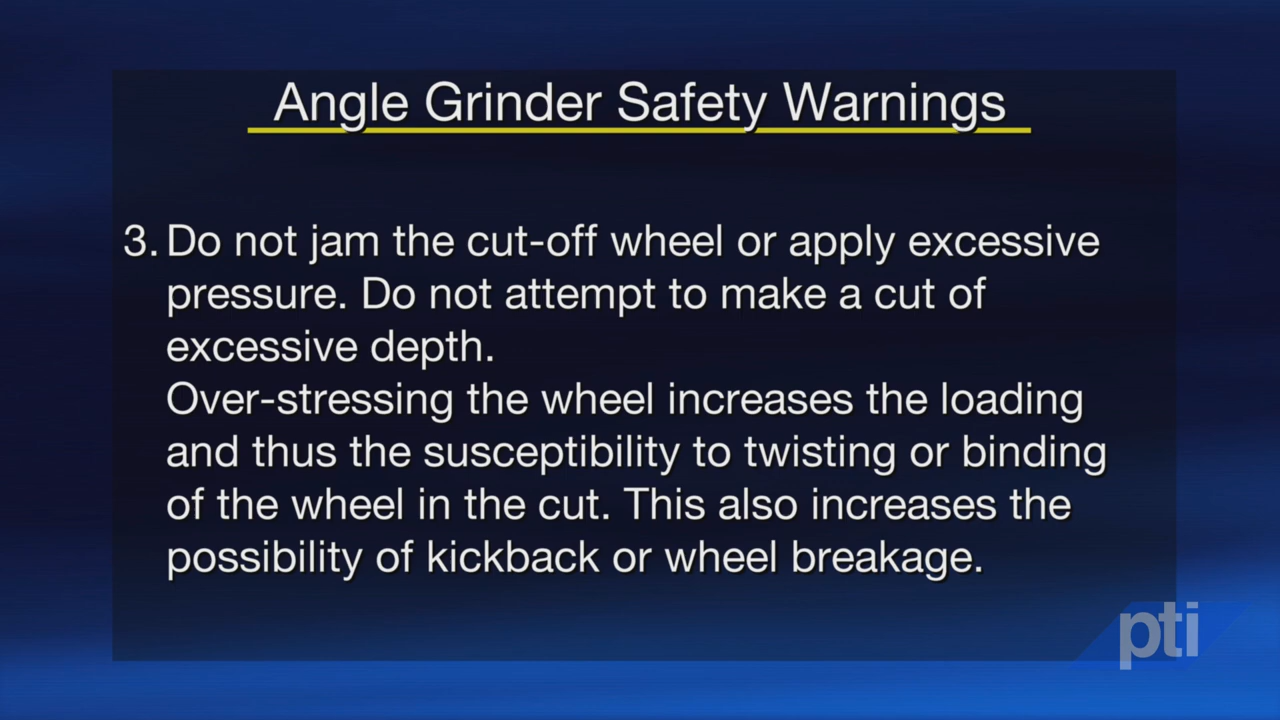 Angle Grinder Safety Warnings
3. Do not jam the cut-off wheel or apply excessive
pressure. Do not attempt to make a cut of
excessive depth.
Over-stressing the wheel increases the loading
and thus the susceptibility to twisting or binding
of the wheel in the cut. This also increases the
possibility of kickback or wheel breakage.
pti